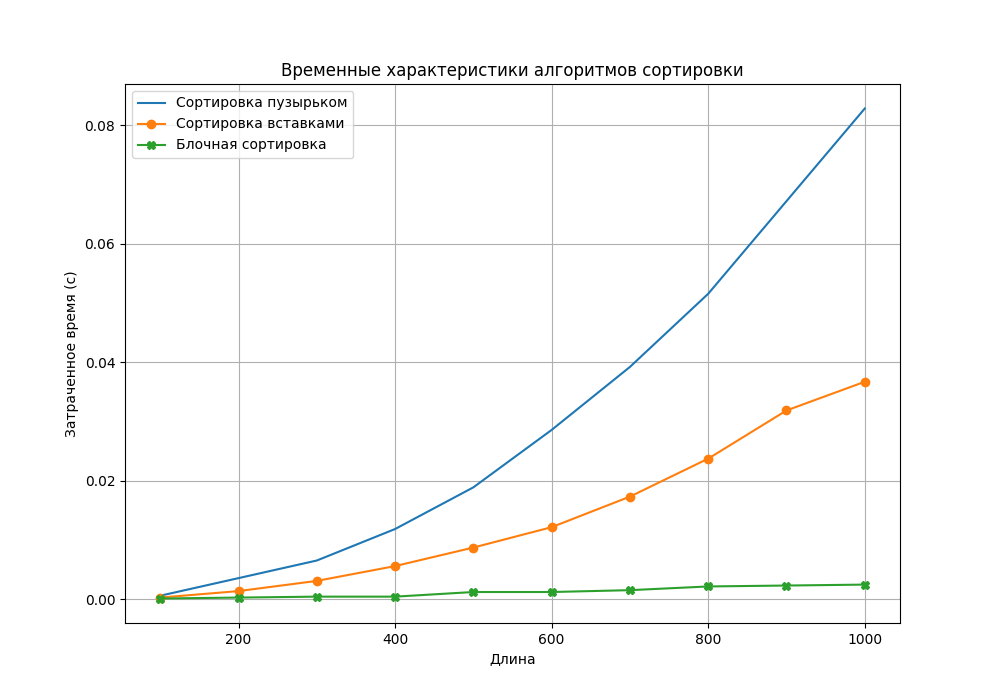 Временные характеристики алгоритмов сортировки
Сортировка пузырьком
Сортировка вставками
Блочная сортировка
Затраченное время (с)
0.08
0.06
0.04
0.02
0.00
200 400 600 800 1000
Длина